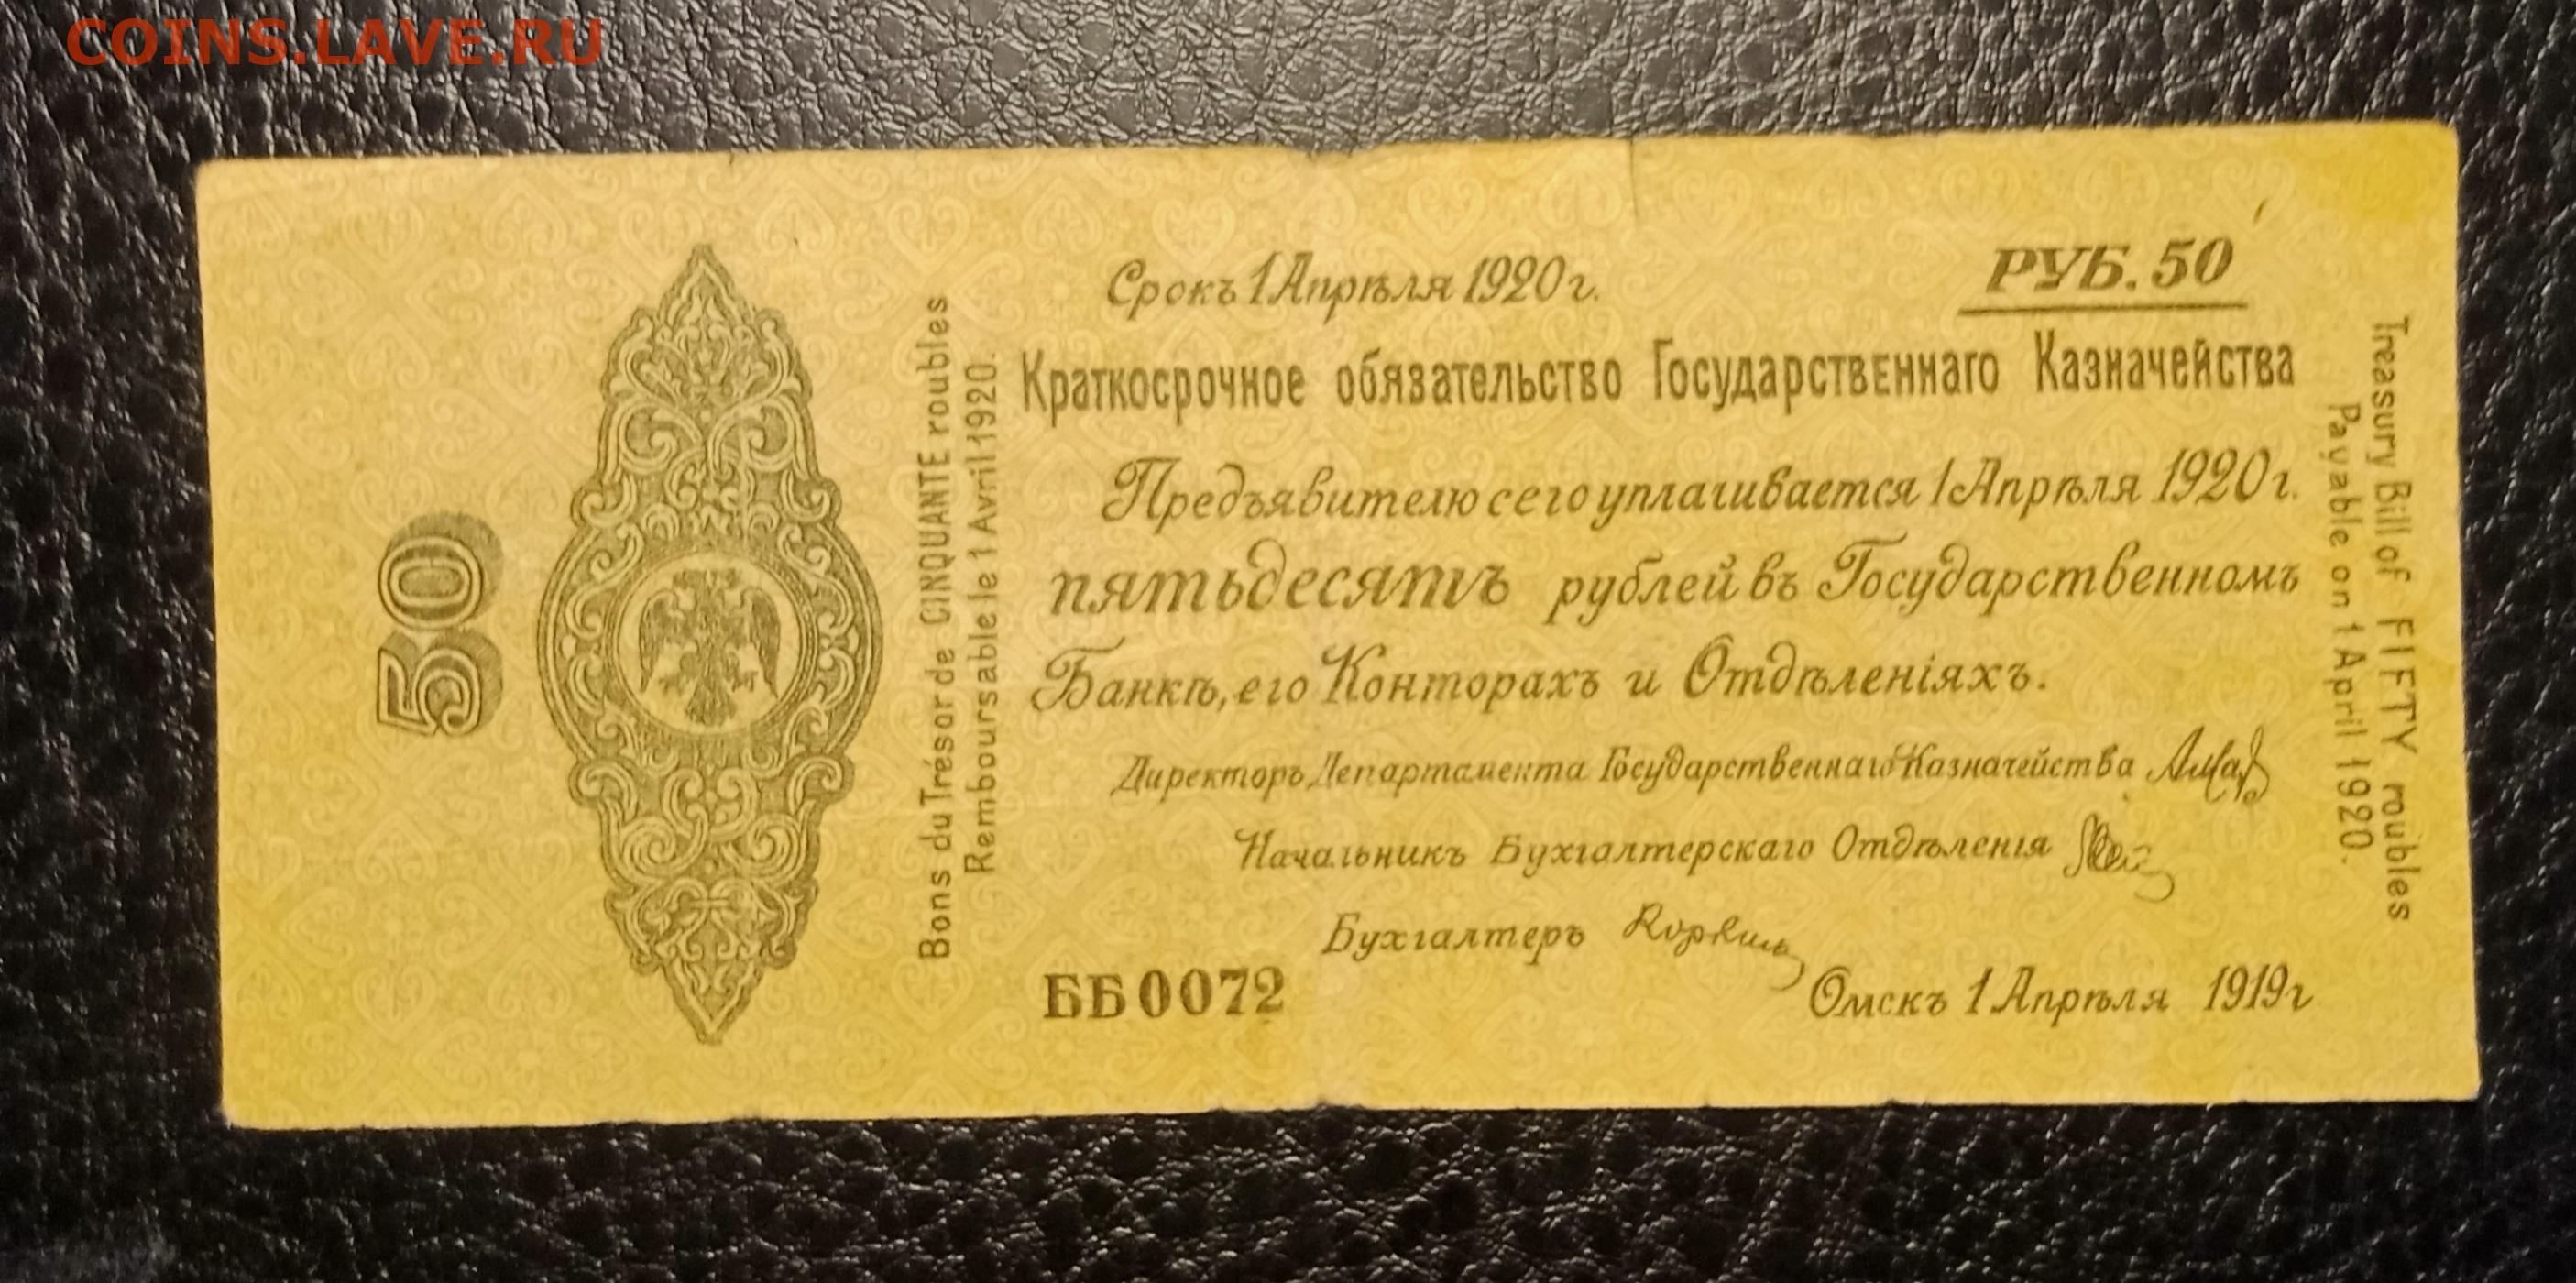 COINS.LAVE.RU
50
Bons du Trésor de CINQUANTE roubles
Remboursable le 1 Avril 1920.
Срокъ 1 Апрѣля 1920 г.
РУБ. 50
Краткосрочное обязательство Государственнаго Казначейства
Предъявителю сего уплачивается 1 Апрѣля 1920 г.
пятьдесятъ рублей въ Государственномъ
Банкѣ, его Конторахъ и Отдѣленіяхъ.
Директоръ Департамента Государственнаго Казначейства
Начальникъ Бухгалтерскаго Отдѣленія
Бухгалтеръ
ББ 0072
Омскъ 1 Апрѣля 1919 г
Treasury Bill of FIFTY roubles
Payable on 1 April 1920.